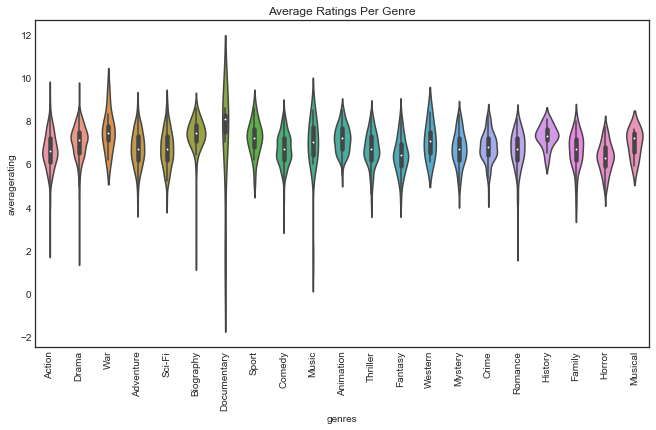 Average Ratings Per Genre
averagerating
12
10
8
6
4
2
0
−2
Action
Drama
War
Adventure
Sci-Fi
Biography
Documentary
Sport
Comedy
Music
Animation
Thriller
Fantasy
Western
Mystery
Crime
Romance
History
Family
Horror
Musical
genres